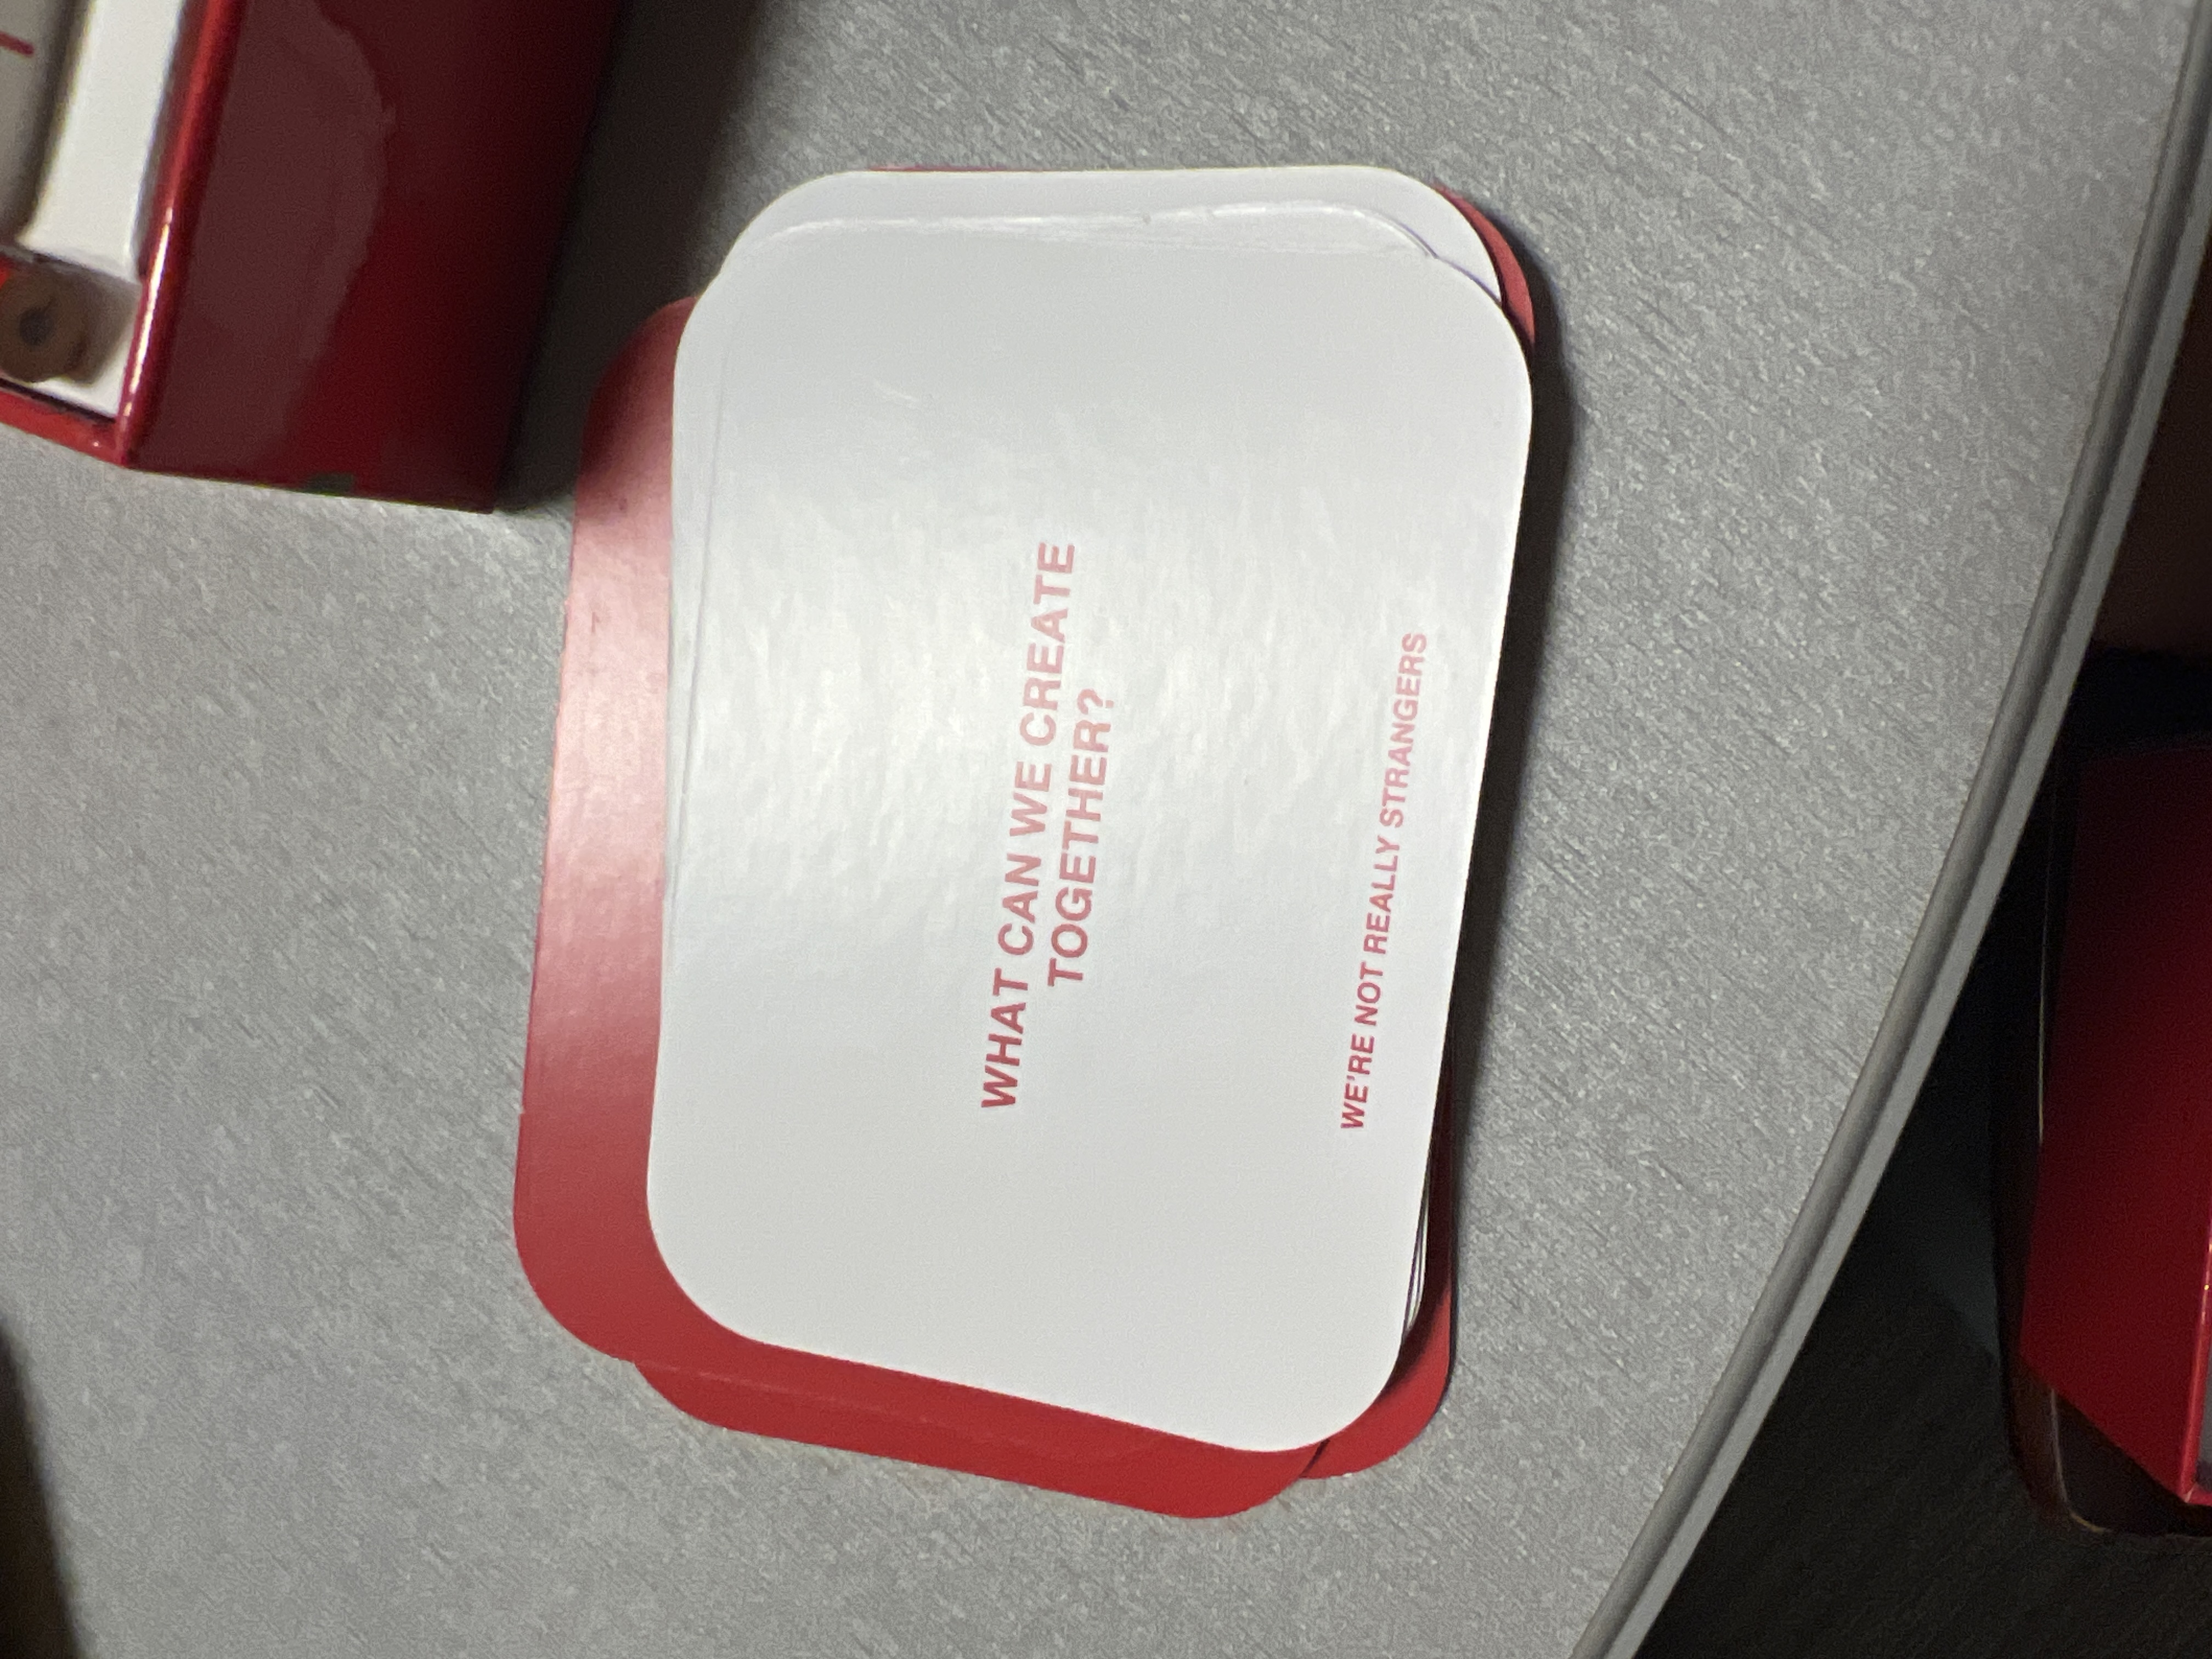 WHAT CAN WE CREATE
TOGETHER?
WE'RE NOT REALLY STRANGERS